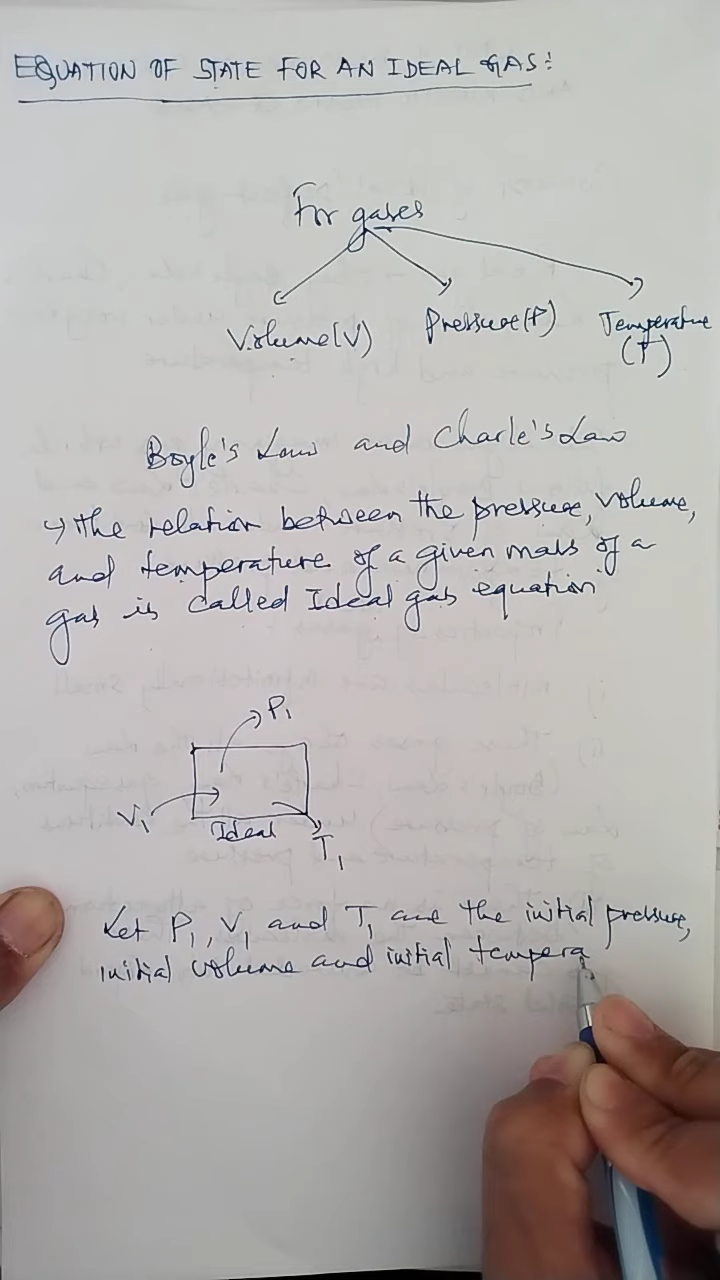 EQUATION OF STATE FOR AN IDEAL GAS:
For gases
Volume(V) Pressure(P) Temperature
(T)
Boyle's Law and Charle's Law
↳ the relation between the pressure, volume,
and temperature of a given mass of a
gas is called Ideal gas equation
P₁
V₁
Ideal
T₁
Let P₁, V₁ and T₁ are the initial pressure,
initial volume and initial tempera